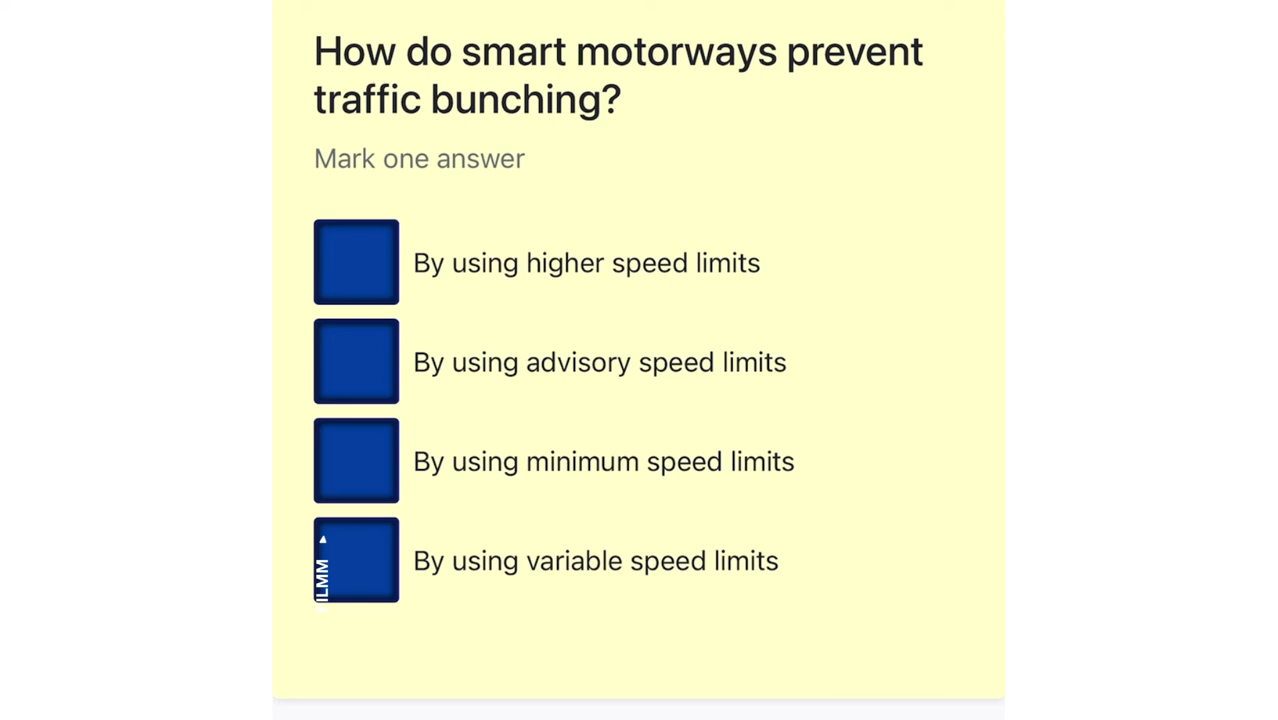 How do smart motorways prevent
traffic bunching?
Mark one answer
By using higher speed limits
By using advisory speed limits
By using minimum speed limits
By using variable speed limits